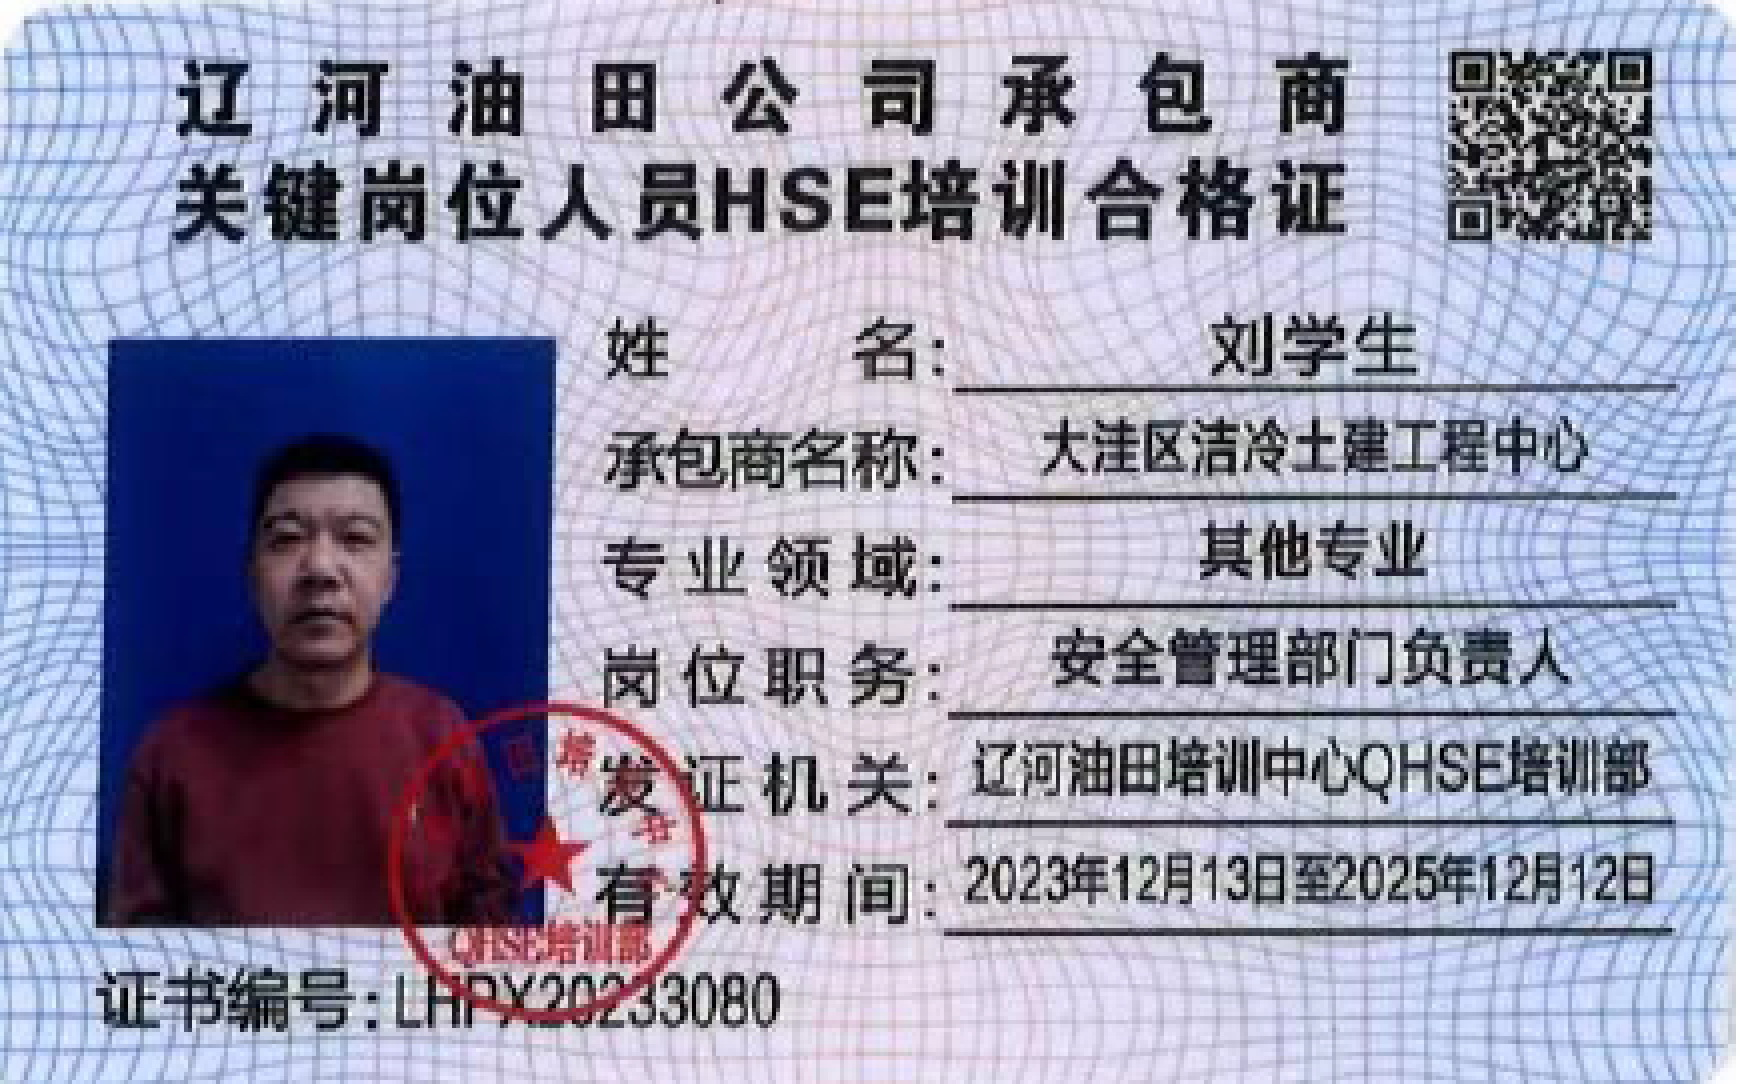 辽河油田公司承包商
关键岗位人员HSE培训合格证
姓名：刘学生
承包商名称：大洼区洁冷土建工程中心
专业领域：其他专业
岗位职务：安全管理部门负责人
发证机关：辽河油田培训中心QHSE培训部
有效期间：2023年12月13日至2025年12月12日
QHSE培训部
证书编号：LHPX20233080